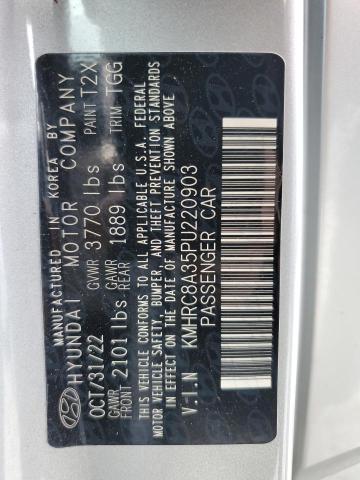 MANUFACTURED IN KOREA BY
HYUNDAI MOTOR COMPANY
OCT/31/22 GVWR 3770 lbs PAINT T2X
GAWR FRONT 2101 lbs GAWR REAR 1889 lbs TRIM TGG
THIS VEHICLE CONFORMS TO ALL APPLICABLE U.S.A. FEDERAL
MOTOR VEHICLE SAFETY, BUMPER, AND THEFT PREVENTION STANDARDS
IN EFFECT ON THE DATE OF MANUFACTURE SHOWN ABOVE
V.I.N KMHRC8A35PU220903
PASSENGER CAR